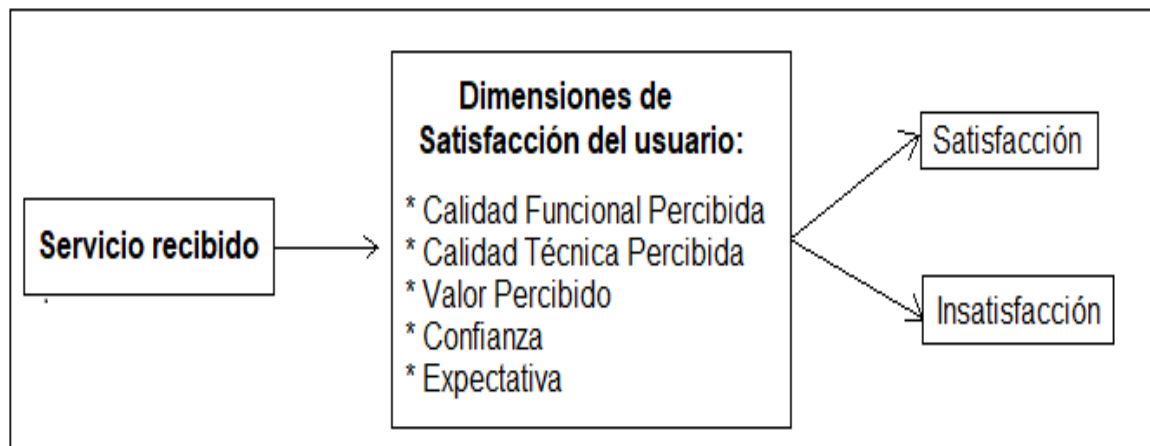 Servicio recibido
Dimensiones de
Satisfacción del usuario:
* Calidad Funcional Percibida
* Calidad Técnica Percibida
* Valor Percibido
* Confianza
* Expectativa
Satisfacción
Insatisfacción